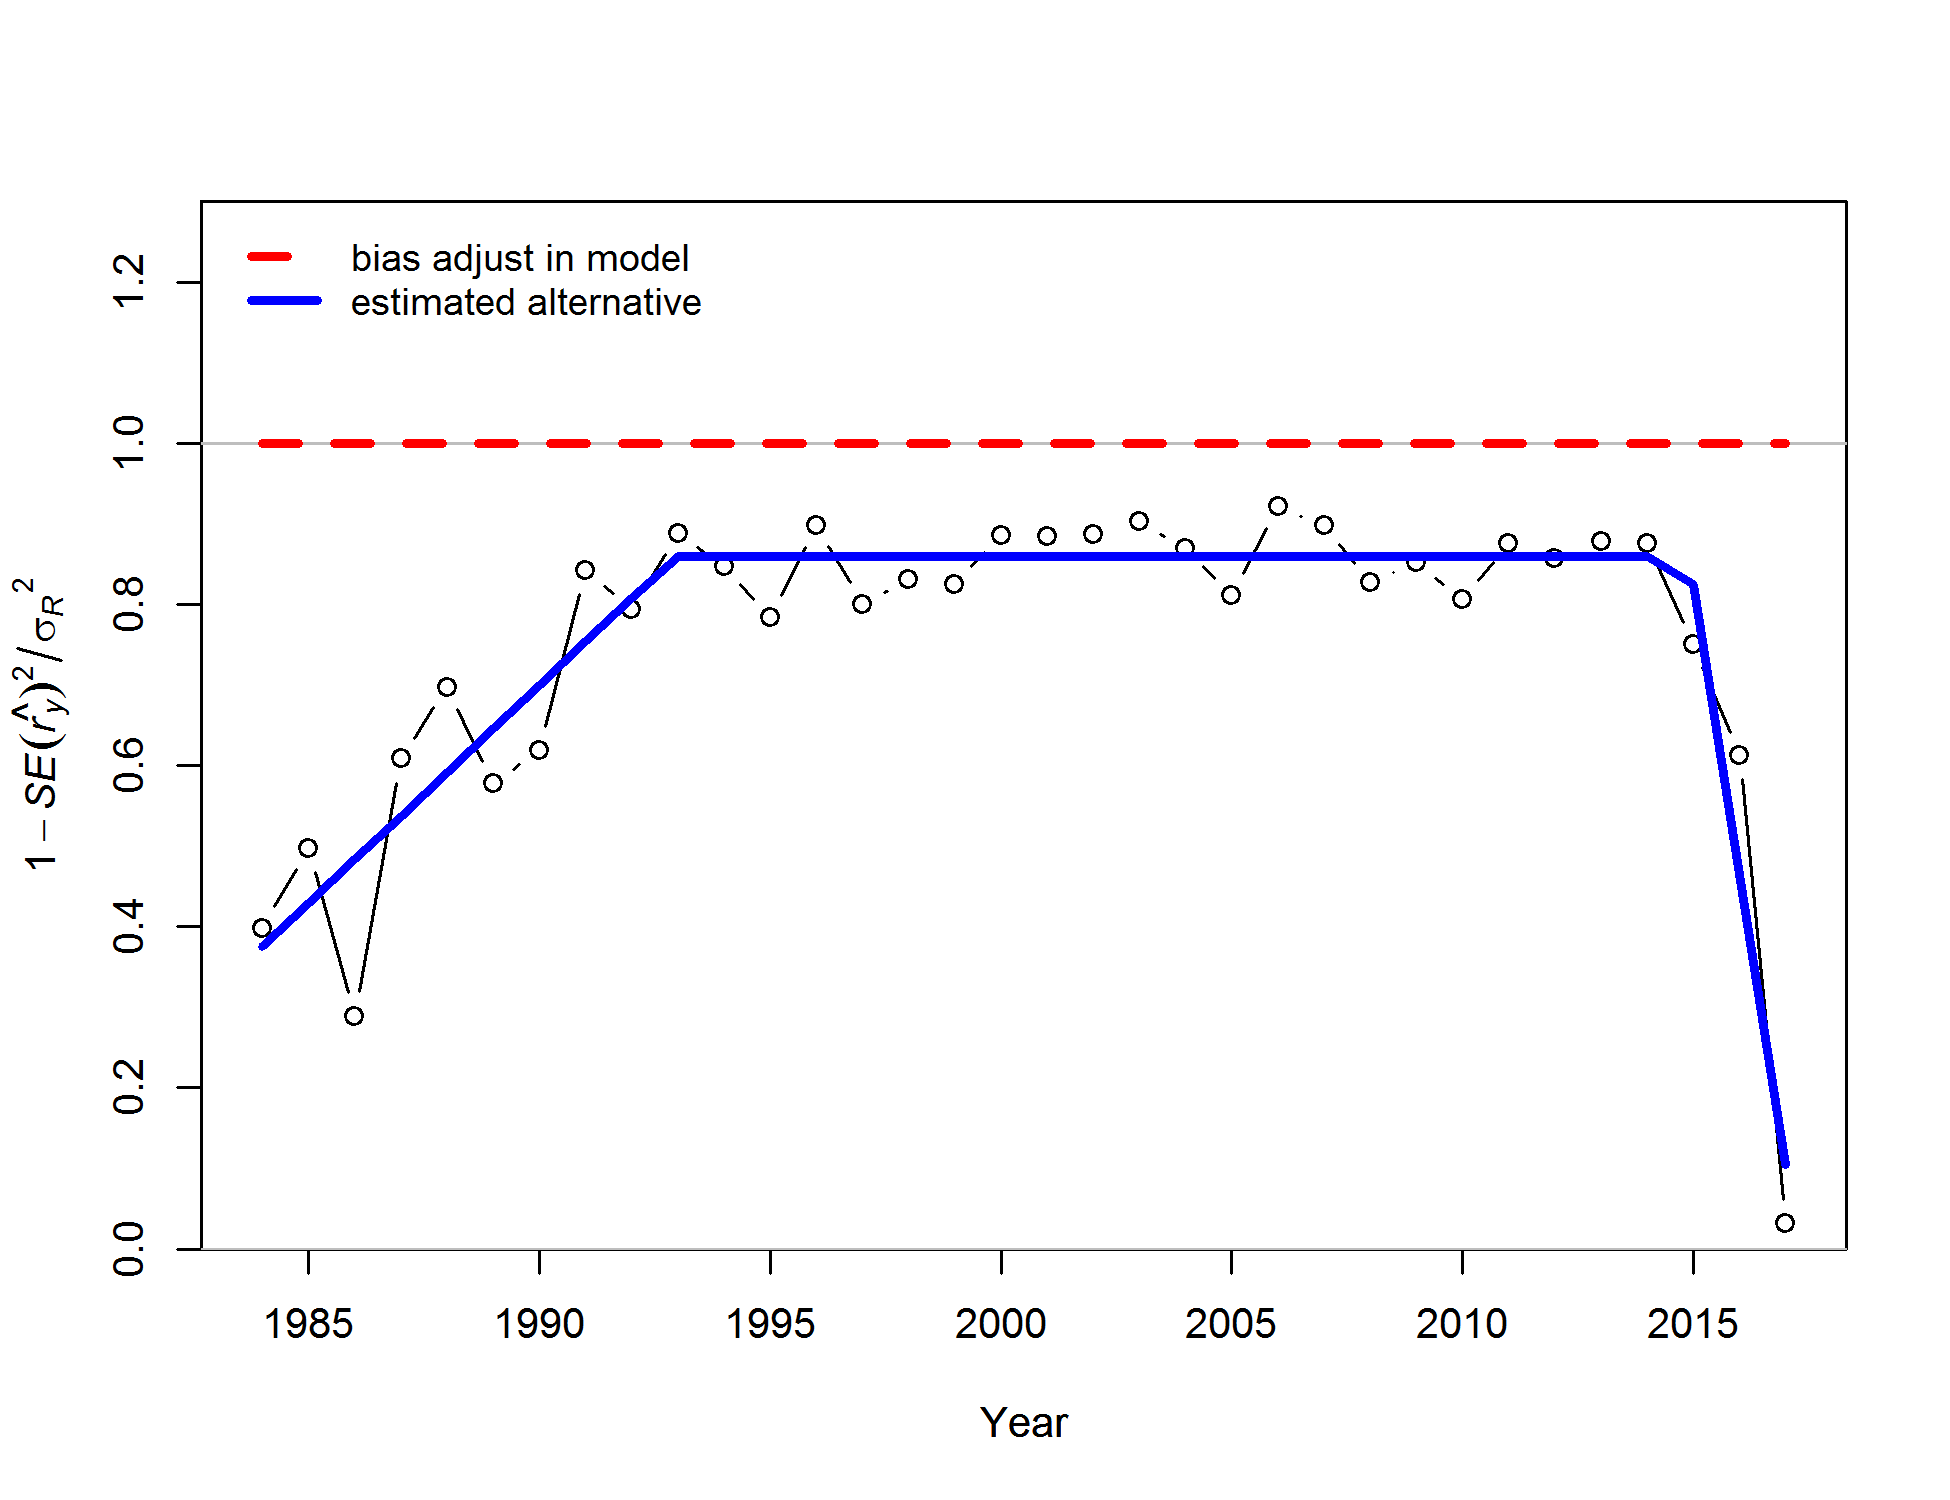 bias adjust in model
estimated alternative
1.2
1.0
0.8
0.6
0.4
0.2
0.0
1 − SE(r̂y)² / σR²
1985 1990 1995 2000 2005 2010 2015
Year